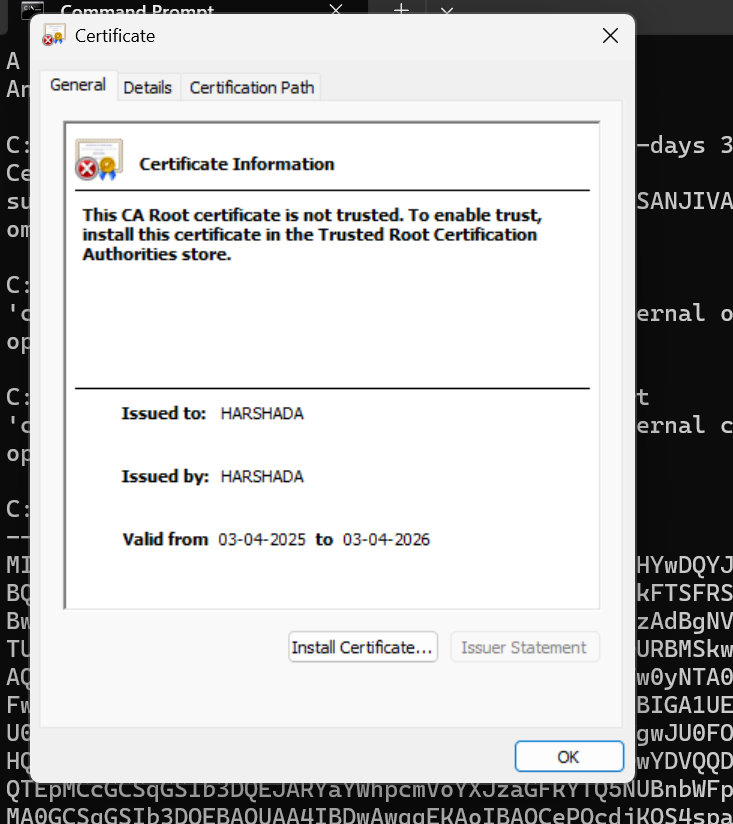 Command Prompt
Certificate
General Details Certification Path
Certificate Information
This CA Root certificate is not trusted. To enable trust,
install this certificate in the Trusted Root Certification
Authorities store.
Issued to: HARSHADA
Issued by: HARSHADA
Valid from 03-04-2025 to 03-04-2026
Install Certificate... Issuer Statement
OK
A
An
C: -days 3
Ce
su SANJIVA
om
C:
'c ernal o
op
C: t
'c ernal c
op
C:
--
MI HYwDQYJ
BQ kFTSFRS
Bw zAdBgNV
TU URBMSkw
AQ w0yNTA0
Fw BIGA1UE
U0 gwJU0FO
HQ wYDVQQD